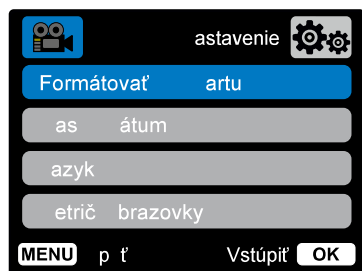 astavenie
Formátovať artu
as átum
azyk
etrič brazovky
MENU p ť Vstúpiť OK